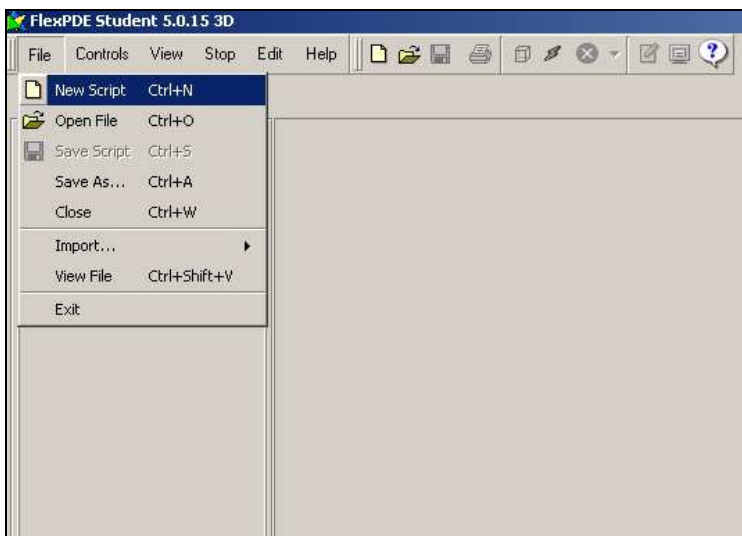 FlexPDE Student 5.0.15 3D
File Controls View Stop Edit Help
New Script Ctrl+N
Open File Ctrl+O
Save Script Ctrl+S
Save As... Ctrl+A
Close Ctrl+W
Import...
View File Ctrl+Shift+V
Exit